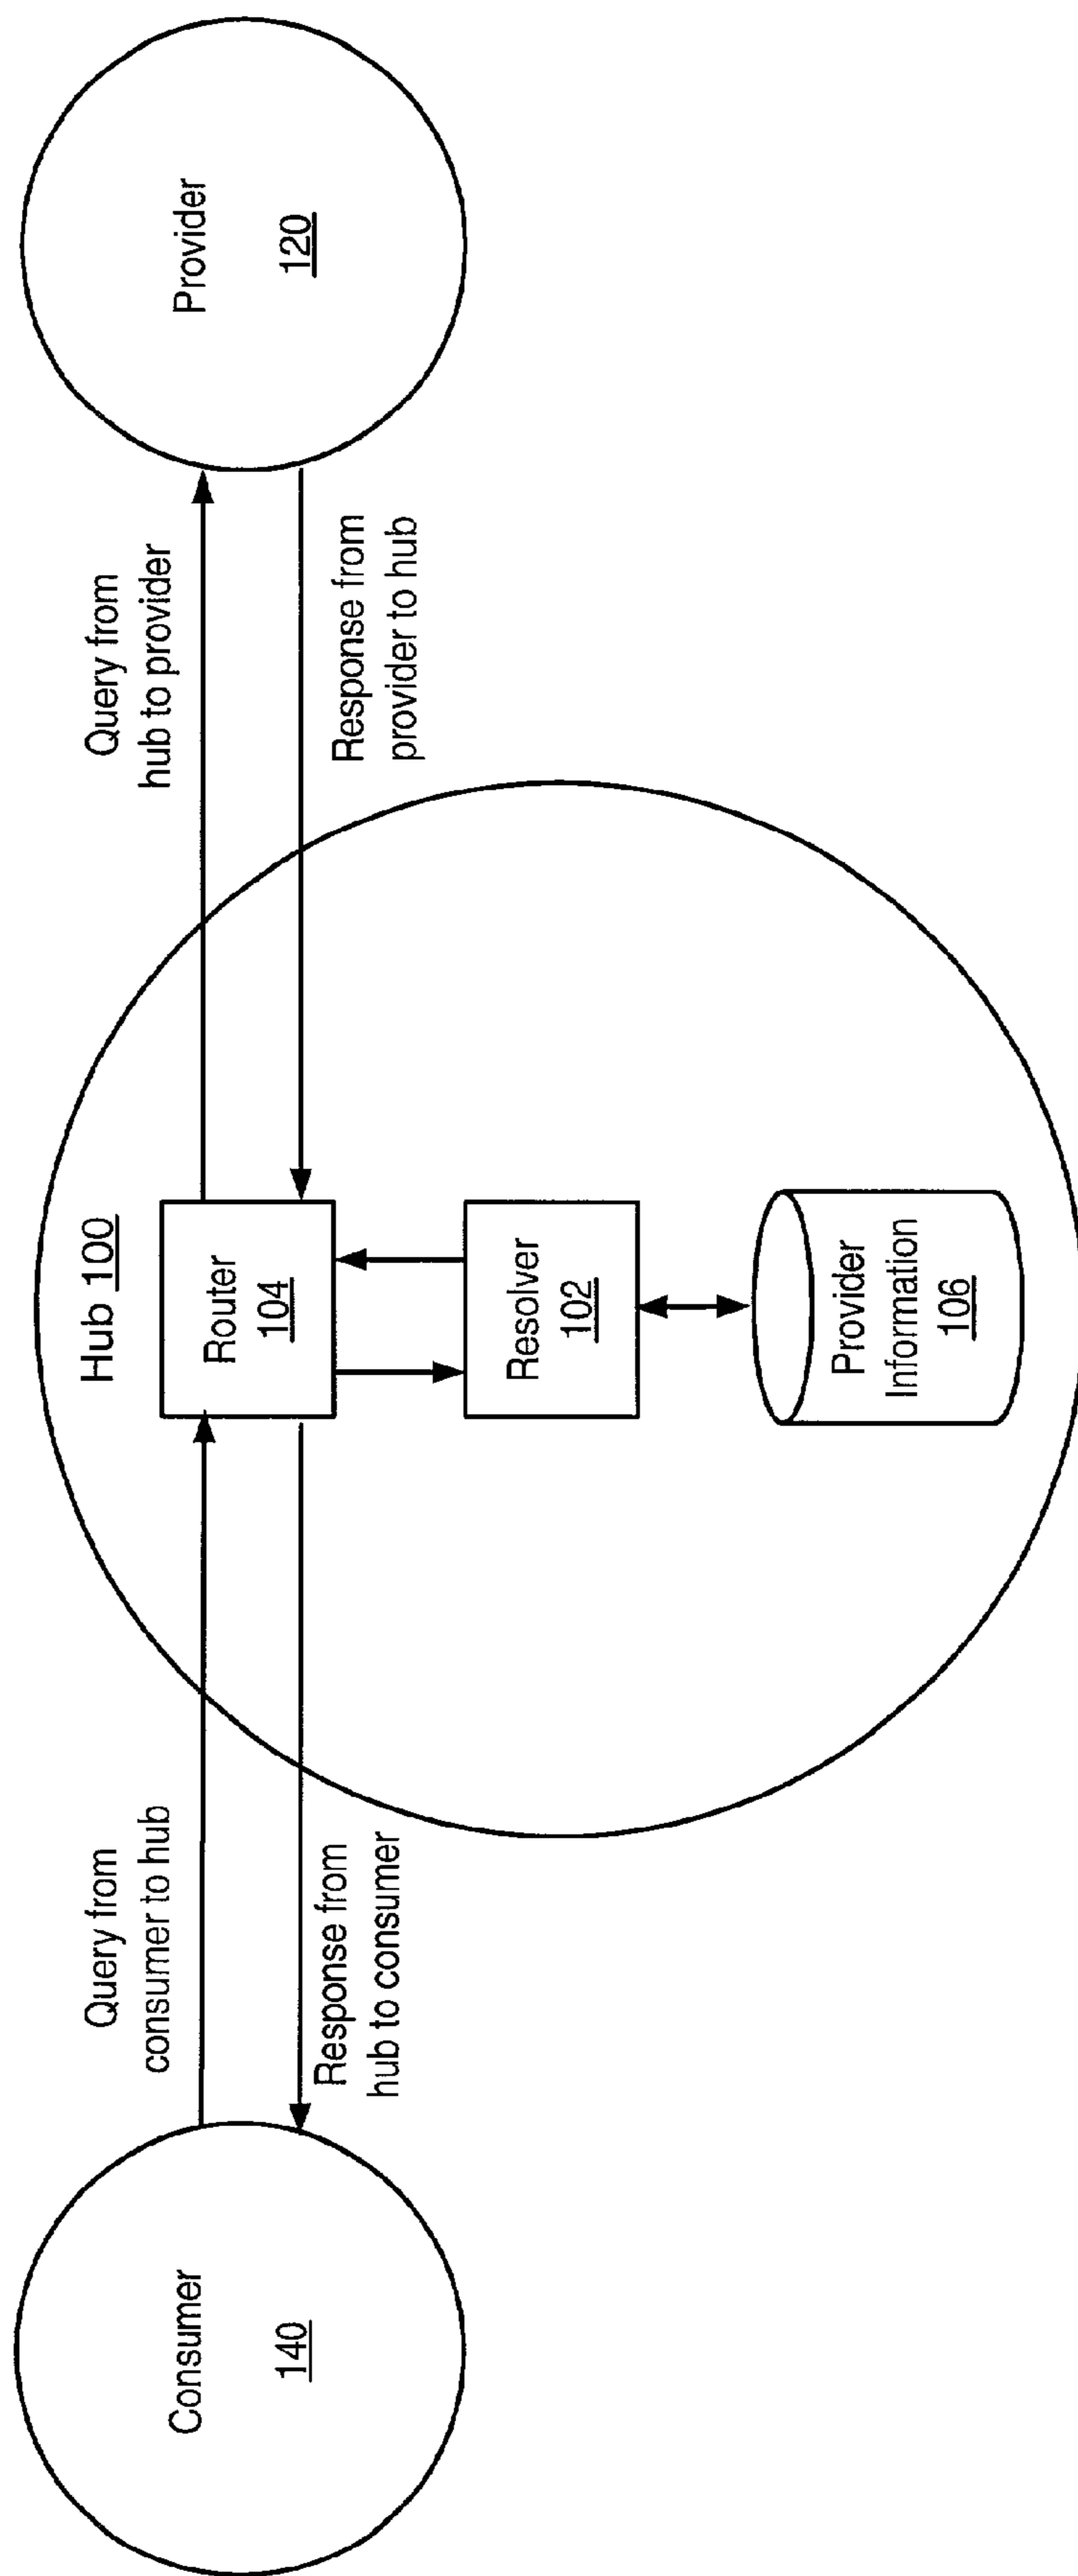 Consumer
140
Query from
consumer to hub
Response from
hub to consumer
Hub 100
Router
104
Resolver
102
Provider
Information
106
Query from
hub to provider
Response from
provider to hub
Provider
120